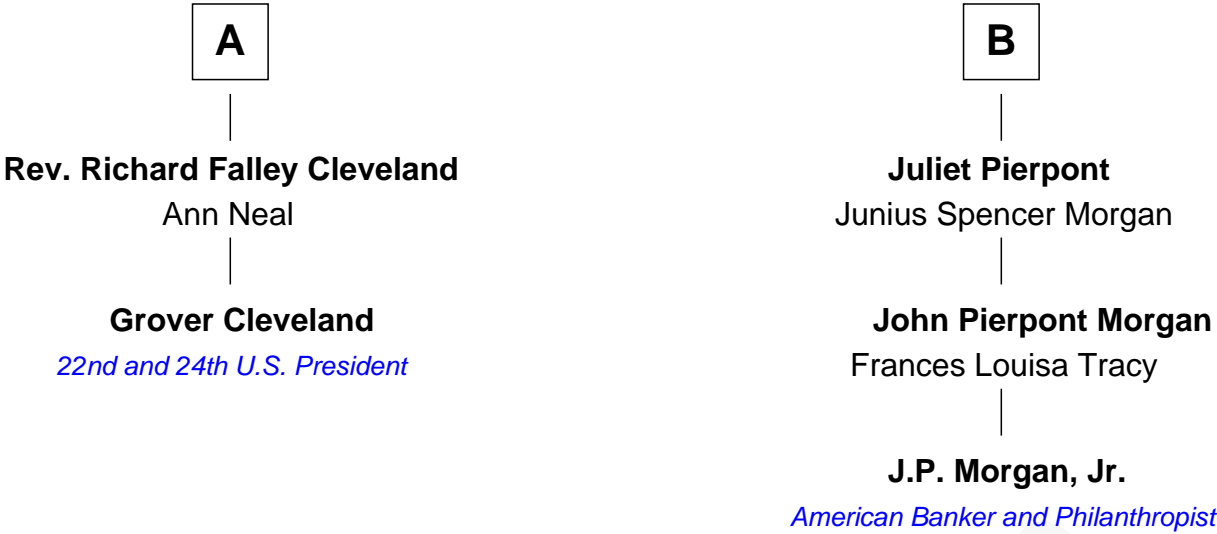 A
Rev. Richard Falley Cleveland
Ann Neal
Grover Cleveland
22nd and 24th U.S. President
B
Juliet Pierpont
Junius Spencer Morgan
John Pierpont Morgan
Frances Louisa Tracy
J.P. Morgan, Jr.
American Banker and Philanthropist